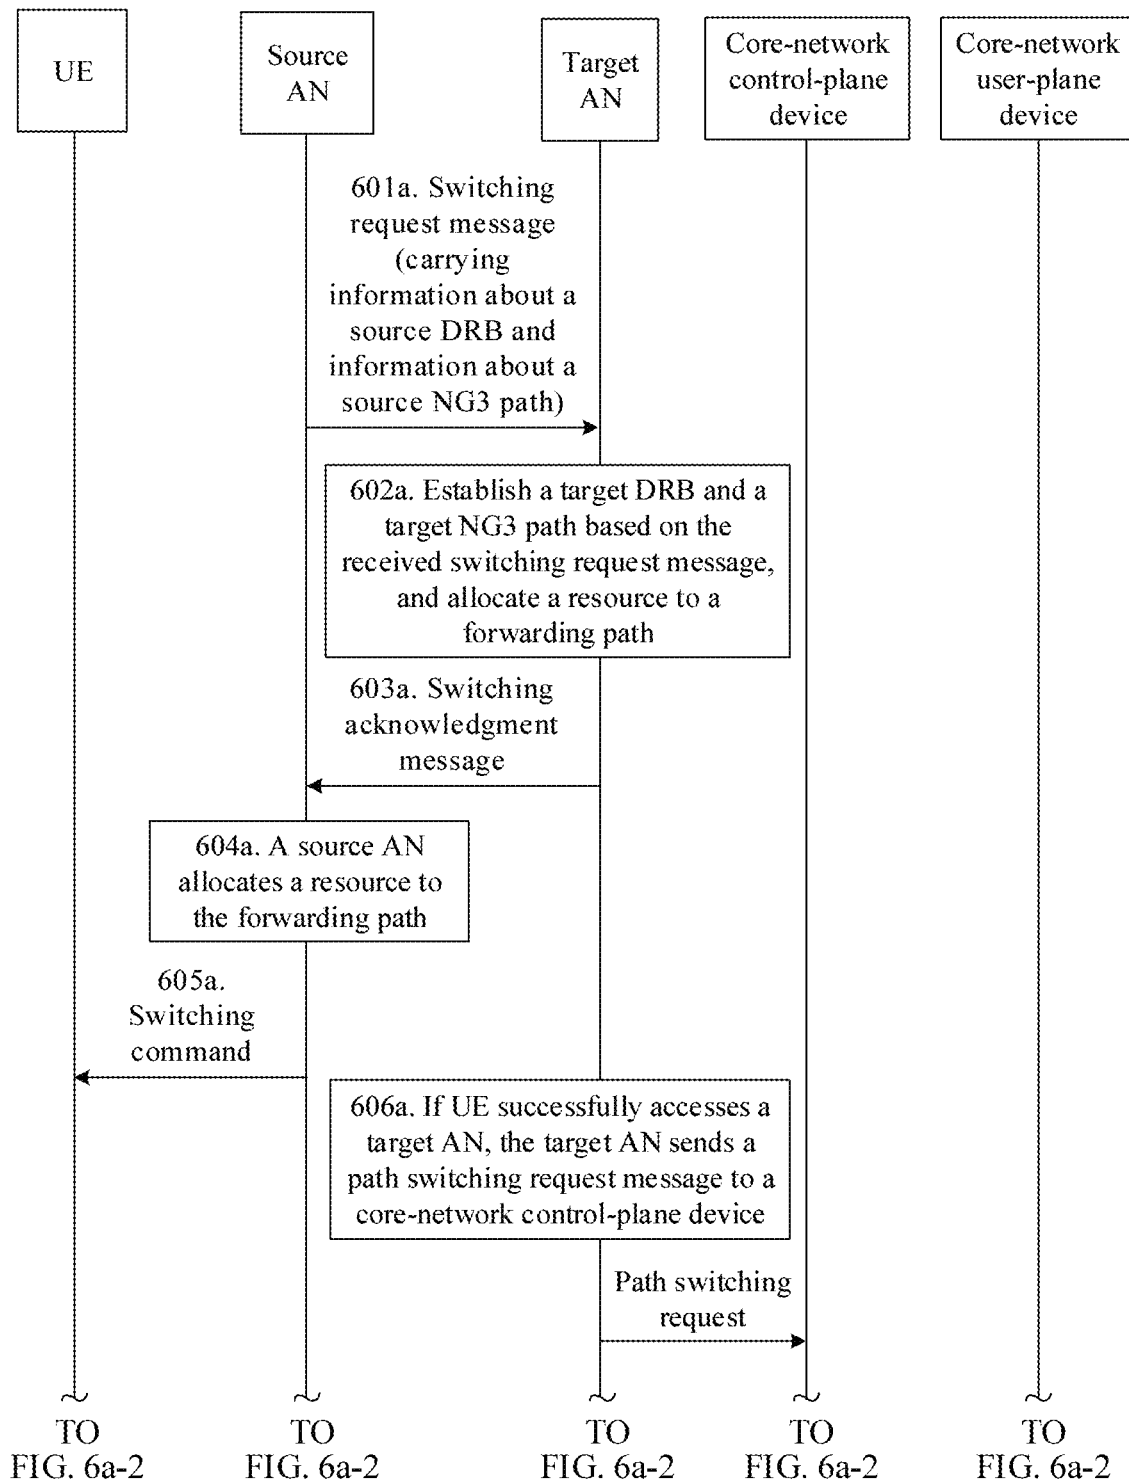 UE
Source
AN
Target
AN
Core-network
control-plane
device
Core-network
user-plane
device
601a. Switching
request message
(carrying
information about a
source DRB and
information about a
source NG3 path)
602a. Establish a target DRB and a
target NG3 path based on the
received switching request message,
and allocate a resource to a
forwarding path
603a. Switching
acknowledgment
message
604a. A source AN
allocates a resource to
the forwarding path
605a.
Switching
command
606a. If UE successfully accesses a
target AN, the target AN sends a
path switching request message to a
core-network control-plane device
Path switching
request
TO
FIG. 6a-2
TO
FIG. 6a-2
TO
FIG. 6a-2
TO
FIG. 6a-2
TO
FIG. 6a-2